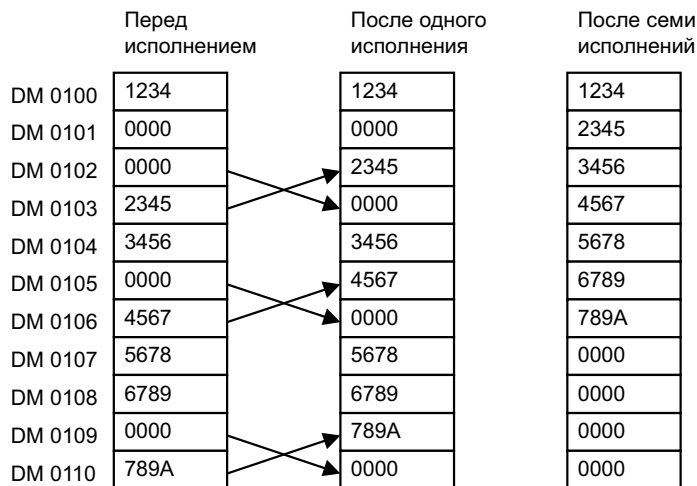 Перед После одного После семи
исполнением исполнения исполнений
DM 0100 1234 1234 1234
DM 0101 0000 0000 2345
DM 0102 0000 2345 3456
DM 0103 2345 0000 4567
DM 0104 3456 3456 5678
DM 0105 0000 4567 6789
DM 0106 4567 0000 789A
DM 0107 5678 5678 0000
DM 0108 6789 6789 0000
DM 0109 0000 789A 0000
DM 0110 789A 0000 0000